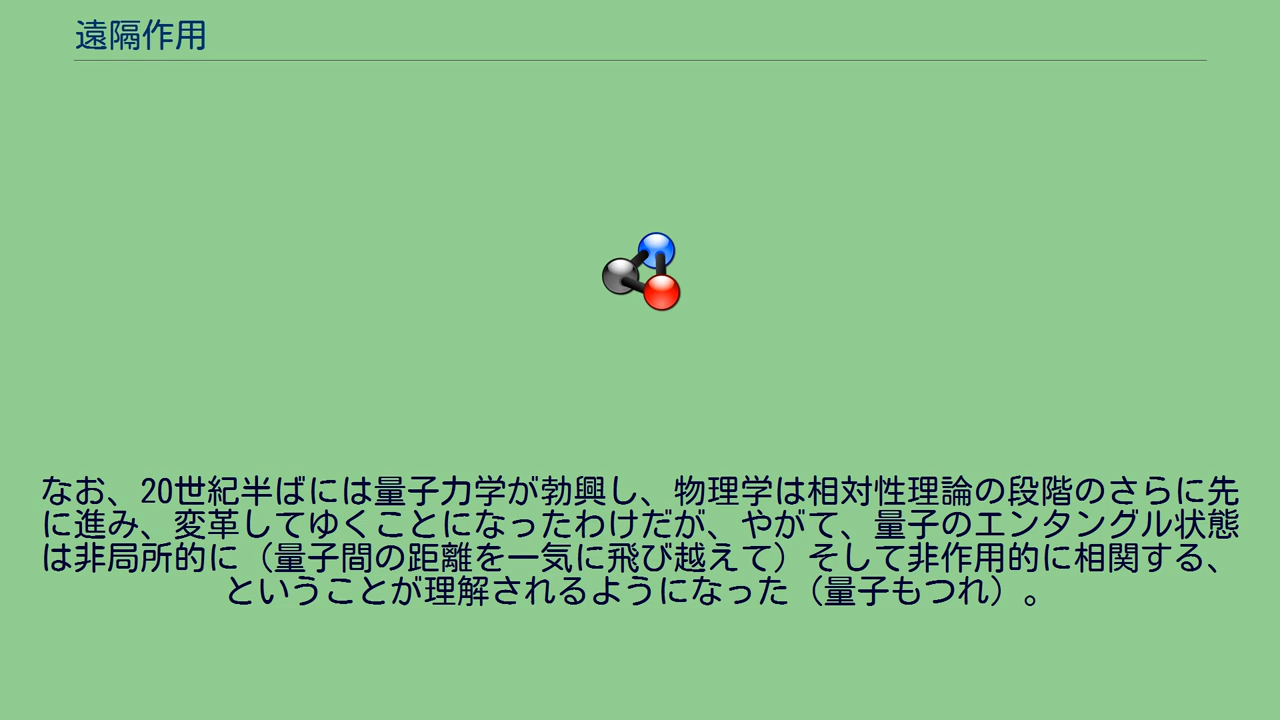 遠隔作用
なお、20世紀半ばには量子力学が勃興し、物理学は相対性理論の段階のさらに先
に進み、変革してゆくことになったわけだが、やがて、量子のエンタングル状態
は非局所的に（量子間の距離を一気に飛び越えて）そして非作用的に相関する、
ということが理解されるようになった（量子もつれ）。